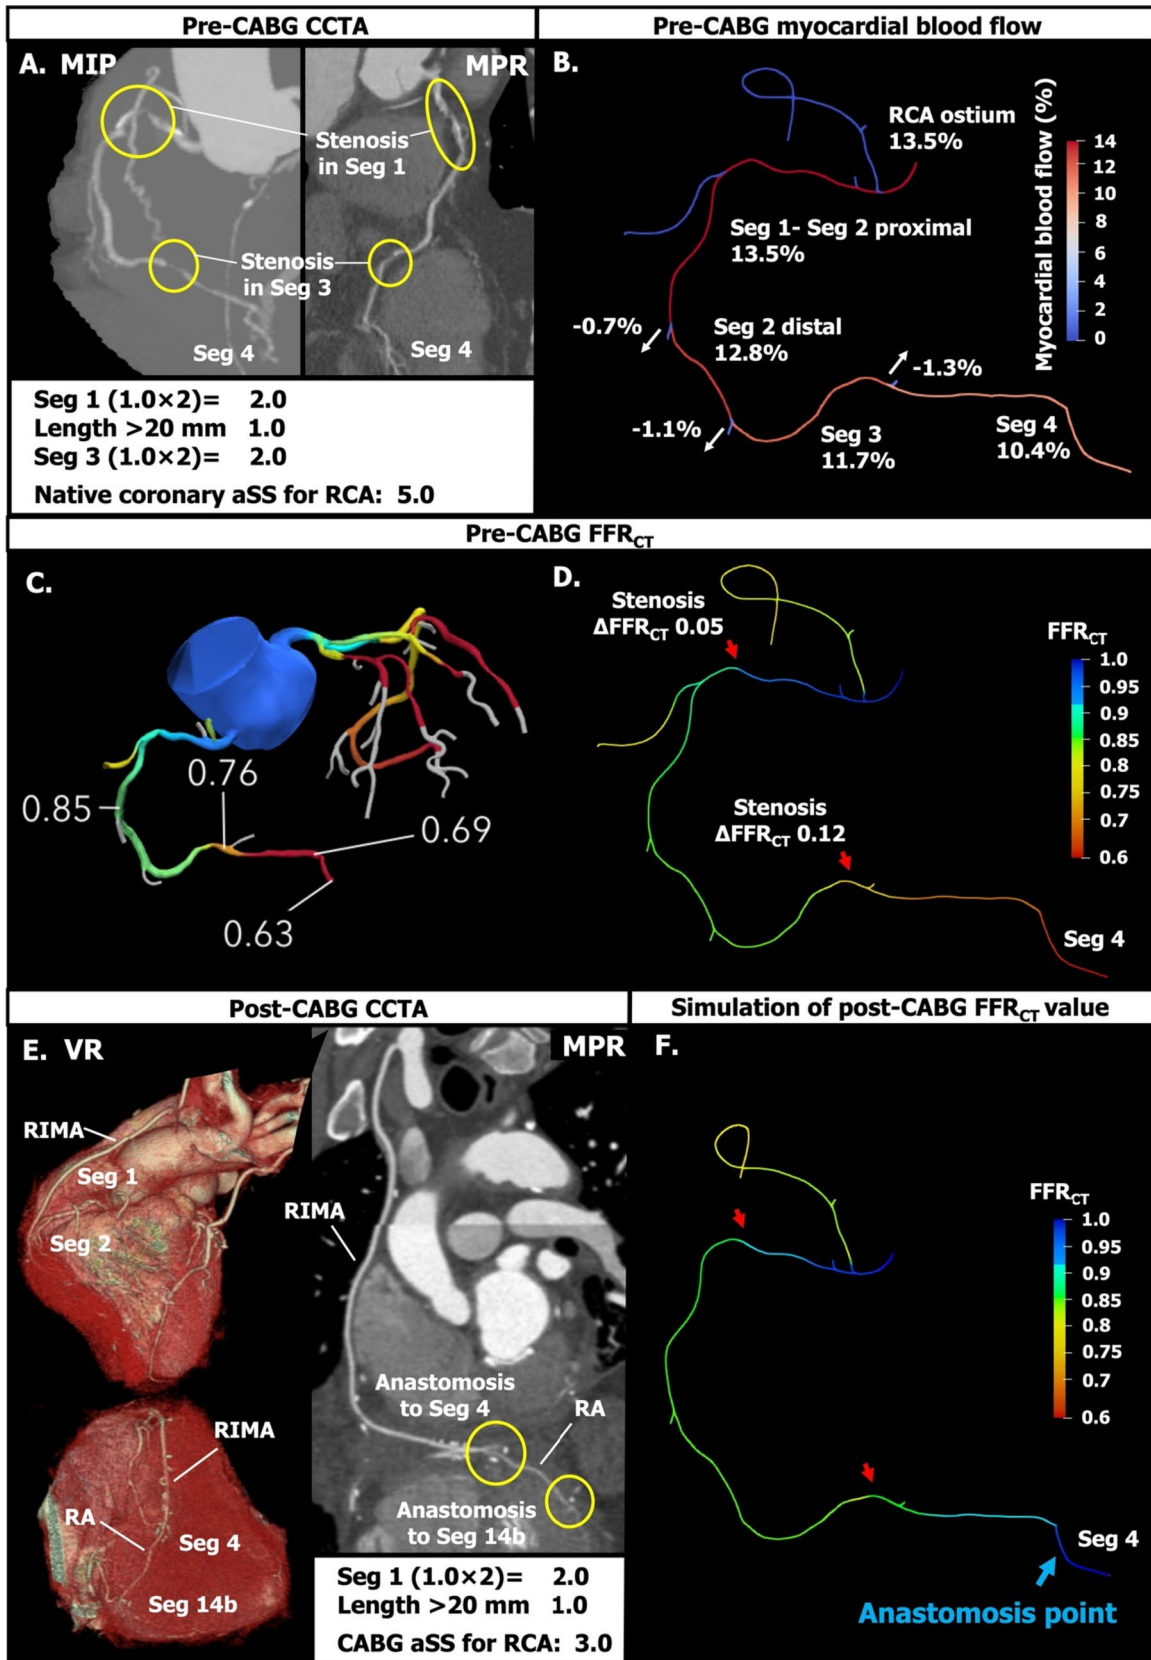 Pre-CABG CCTA
Pre-CABG myocardial blood flow
A. MIP
MPR
Stenosis
in Seg 1
Stenosis
in Seg 3
Seg 4
Seg 4
Seg 1 (1.0×2)= 2.0
Length >20 mm 1.0
Seg 3 (1.0×2)= 2.0
Native coronary aSS for RCA: 5.0
B.
RCA ostium
13.5%
Seg 1- Seg 2 proximal
13.5%
-0.7%
Seg 2 distal
12.8%
-1.3%
-1.1%
Seg 3
11.7%
Seg 4
10.4%
Myocardial blood flow (%)
14
12
10
8
6
4
2
0
Pre-CABG FFRCT
C.
0.76
0.85
0.69
0.63
D.
Stenosis
ΔFFRCT 0.05
Stenosis
ΔFFRCT 0.12
Seg 4
FFRCT
1.0
0.95
0.9
0.85
0.8
0.75
0.7
0.6
Post-CABG CCTA
Simulation of post-CABG FFRCT value
E. VR
MPR
RIMA
Seg 1
Seg 2
RIMA
RA
Seg 4
Seg 14b
RIMA
Anastomosis
to Seg 4
RA
Anastomosis
to Seg 14b
Seg 1 (1.0×2)= 2.0
Length >20 mm 1.0
CABG aSS for RCA: 3.0
F.
FFRCT
1.0
0.95
0.9
0.85
0.8
0.75
0.7
0.6
Seg 4
Anastomosis point